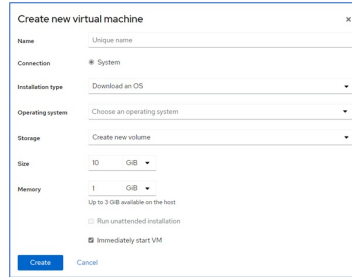 Create new virtual machine
Name
Unique name
Connection
System
Installation type
Download an OS
Operating system
Choose an operating system
Storage
Create new volume
Size
10 GiB
Memory
1 GiB
Up to 3 GiB available on the host
Run unattended installation
Immediately start VM
Create Cancel